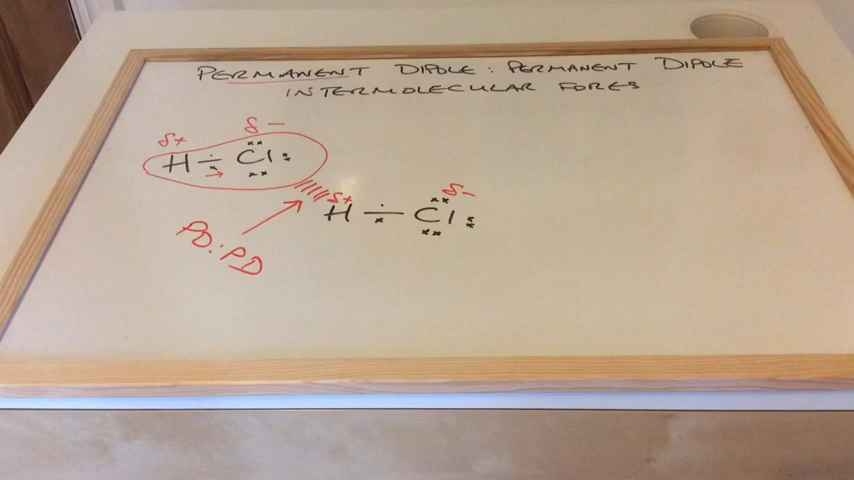 PERMANENT DIPOLE : PERMANENT DIPOLE
INTERMOLECULAR FORES
δ+ δ-
H Cl
δ+ δ-
H — Cl
PD:PD